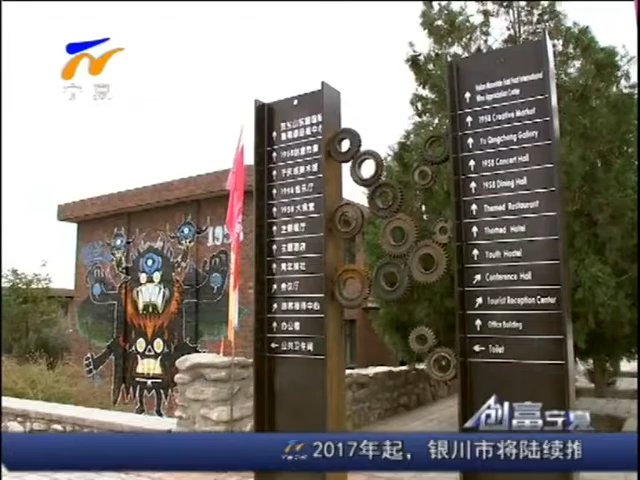 宁夏
贺兰山东麓国际
葡萄酒品鉴中心
1958创意市集
于庆成美术馆
1958音乐厅
1958大食堂
主题餐厅
主题酒店
青年旅社
会议厅
游客接待中心
办公楼
公共卫生间
Helan Mountain East Foot International
Wine Appreciation Center
1958 Creative Market
Yu Qingcheng Gallery
1958 Concert Hall
1958 Dining Hall
Themed Restaurant
Themed Hotel
Youth Hostel
Conference Hall
Tourist Reception Center
Office Building
Toilet
创富宁夏
2017年起，银川市将陆续推